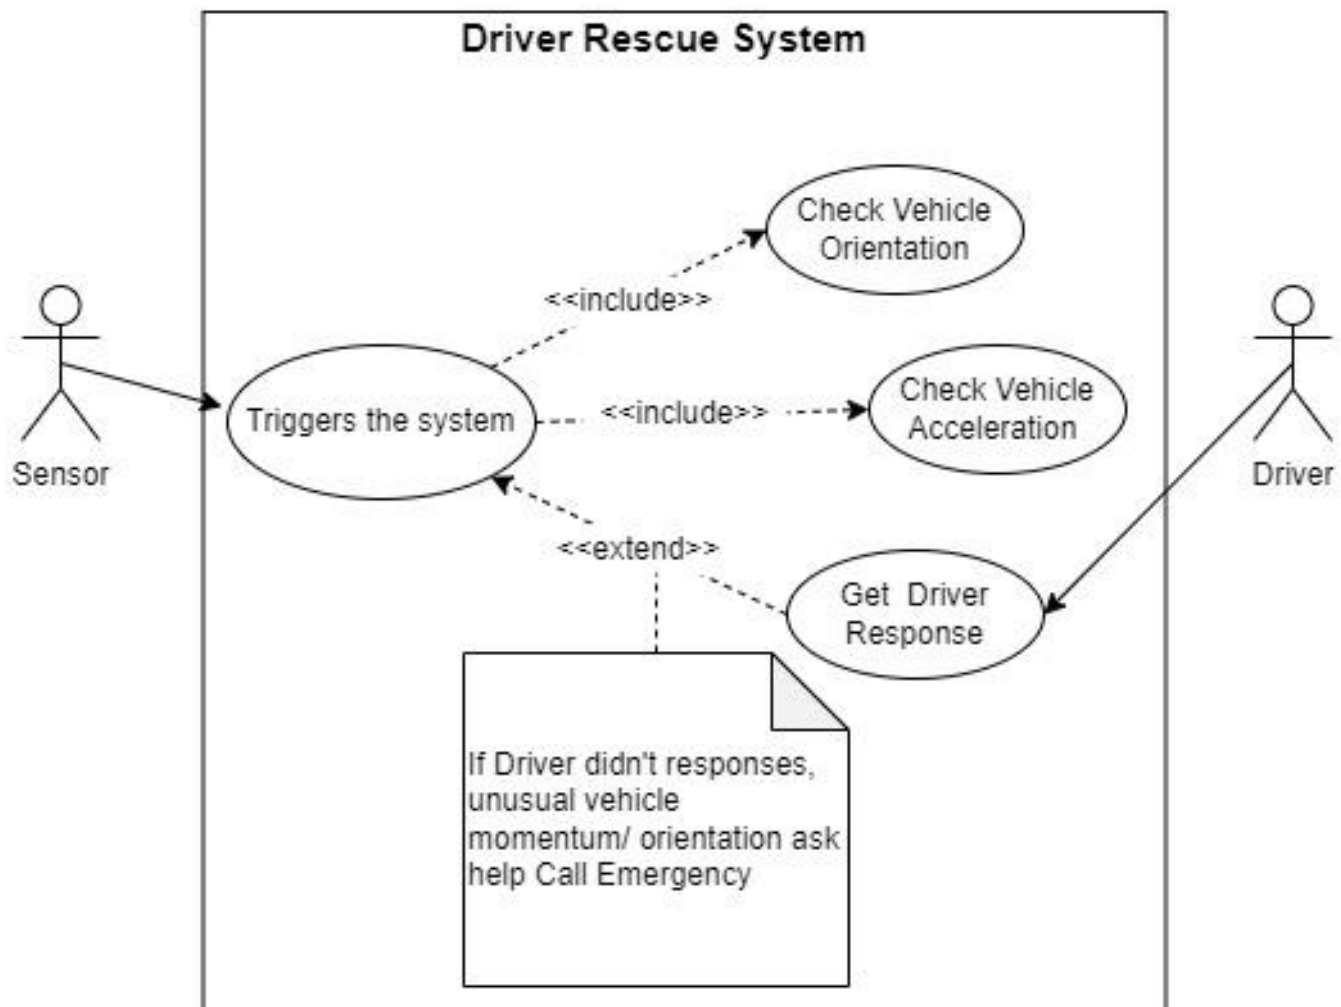 Driver Rescue System
Check Vehicle
Orientation
<<include>>
Check Vehicle
Acceleration
<<include>>
Triggers the system
Sensor
Driver
<<extend>>
Get  Driver
Response
If Driver didn't responses,
unusual vehicle
momentum/ orientation ask
help Call Emergency